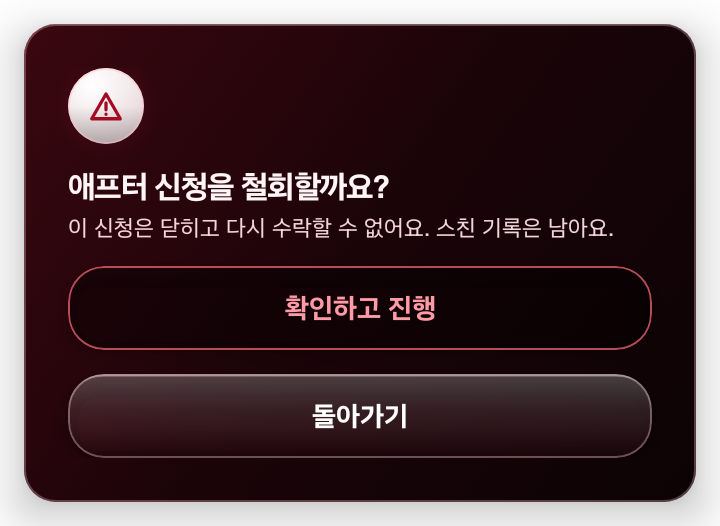 애프터 신청을 철회할까요?
이 신청은 닫히고 다시 수락할 수 없어요. 스친 기록은 남아요.
확인하고 진행
돌아가기